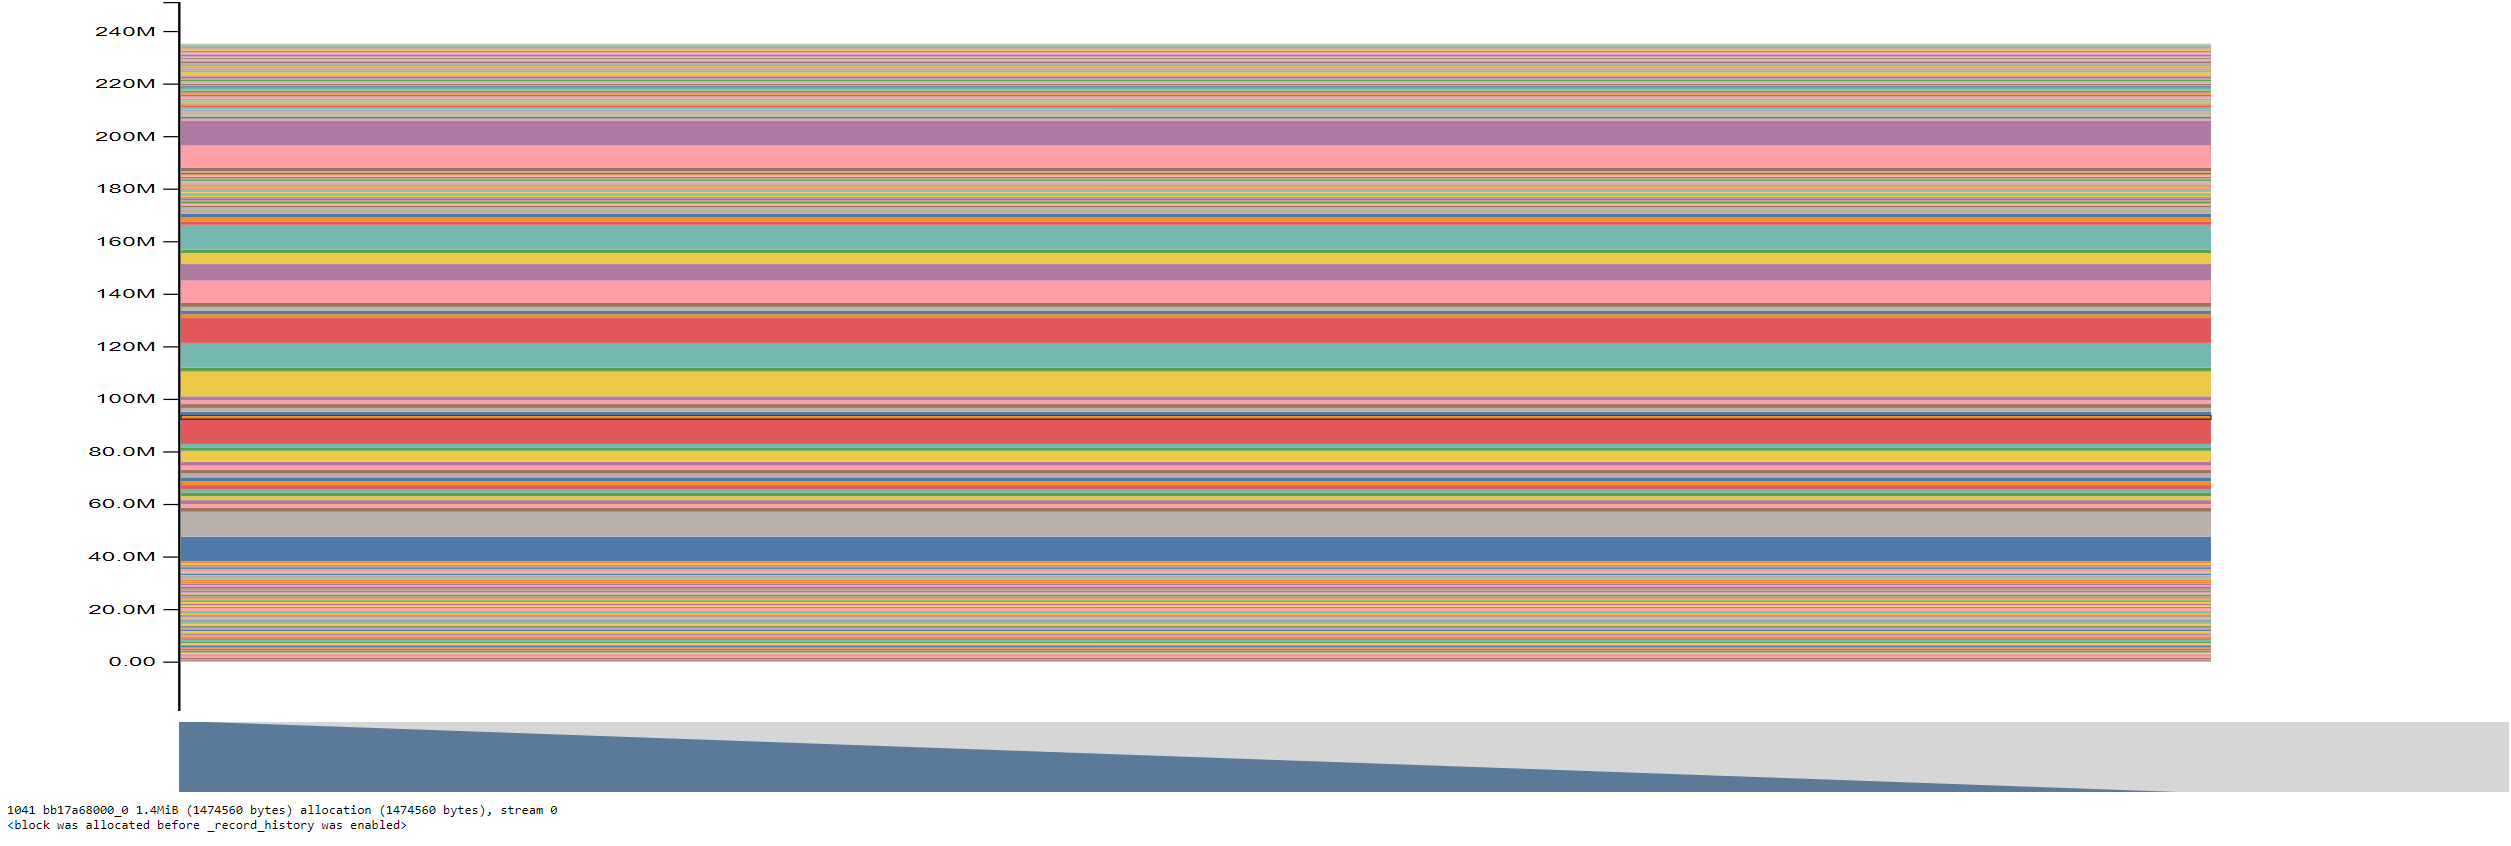 240M
220M
200M
180M
160M
140M
120M
100M
80.0M
60.0M
40.0M
20.0M
0.00
1041 bb17a68000_0 1.4MiB (1474560 bytes) allocation (1474560 bytes), stream 0
<block was allocated before _record_history was enabled>